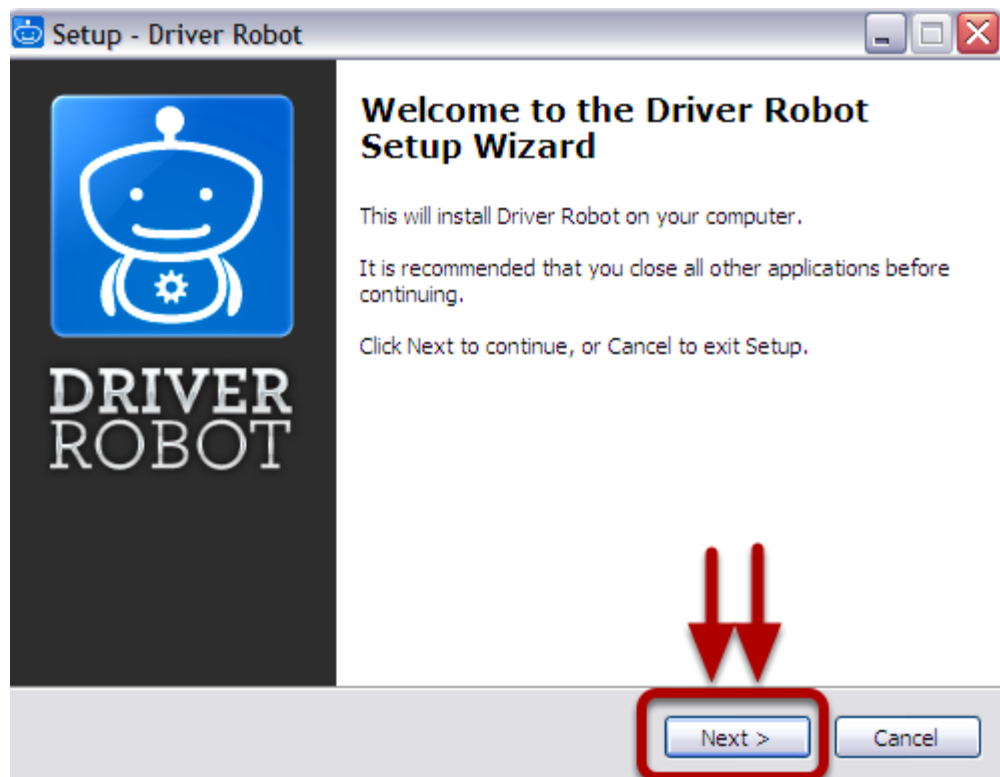 Setup - Driver Robot
DRIVER
ROBOT
Welcome to the Driver Robot
Setup Wizard
This will install Driver Robot on your computer.
It is recommended that you close all other applications before
continuing.
Click Next to continue, or Cancel to exit Setup.
Next >
Cancel